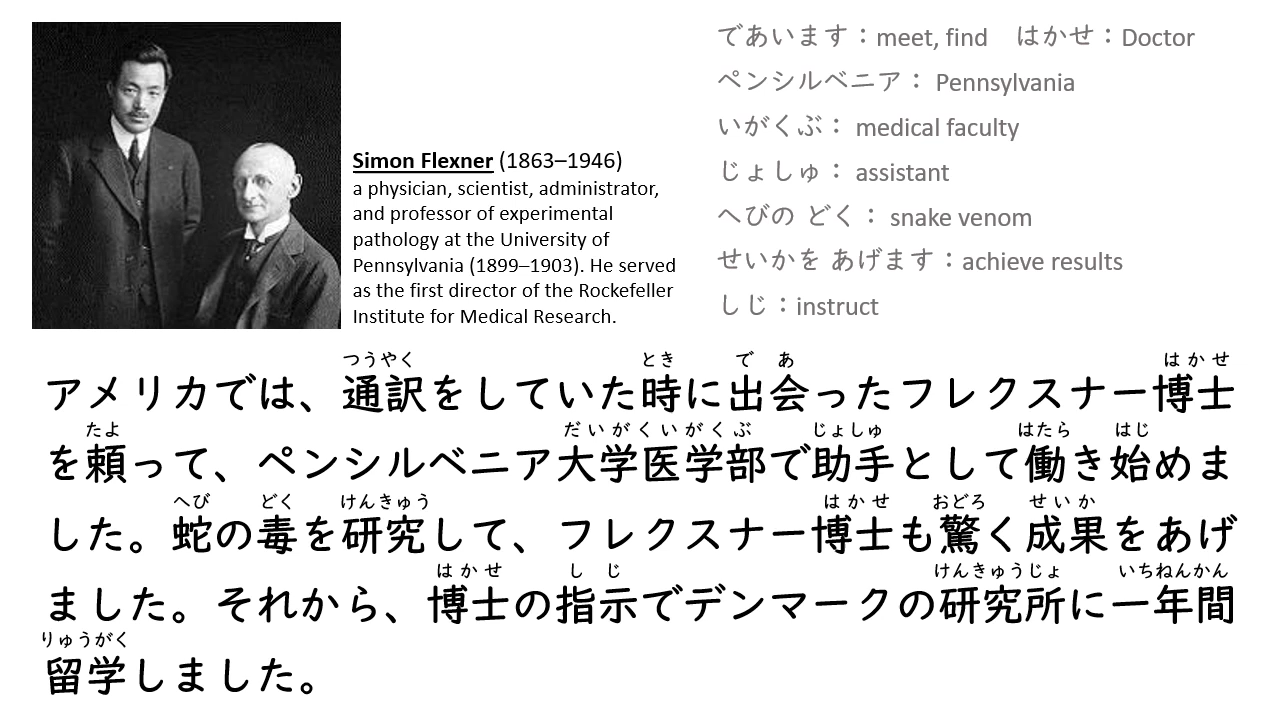 であいます：meet, find　はかせ：Doctor
ペンシルベニア： Pennsylvania
いがくぶ： medical faculty
じょしゅ： assistant
へびの どく： snake venom
せいかを あげます：achieve results
しじ：instruct
Simon Flexner (1863–1946)
a physician, scientist, administrator,
and professor of experimental
pathology at the University of
Pennsylvania (1899–1903). He served
as the first director of the Rockefeller
Institute for Medical Research.
つうやく とき で あ はかせ
アメリカでは、通訳をしていた時に出会ったフレクスナー博士
たよ だいがくいがくぶ じょしゅ はたら はじ
を頼って、ペンシルベニア大学医学部で助手として働き始めま
へび どく けんきゅう はかせ おどろ せいか
した。蛇の毒を研究して、フレクスナー博士も驚く成果をあげ
はかせ しじ けんきゅうじょ いちねんかん
ました。それから、博士の指示でデンマークの研究所に一年間
りゅうがく
留学しました。